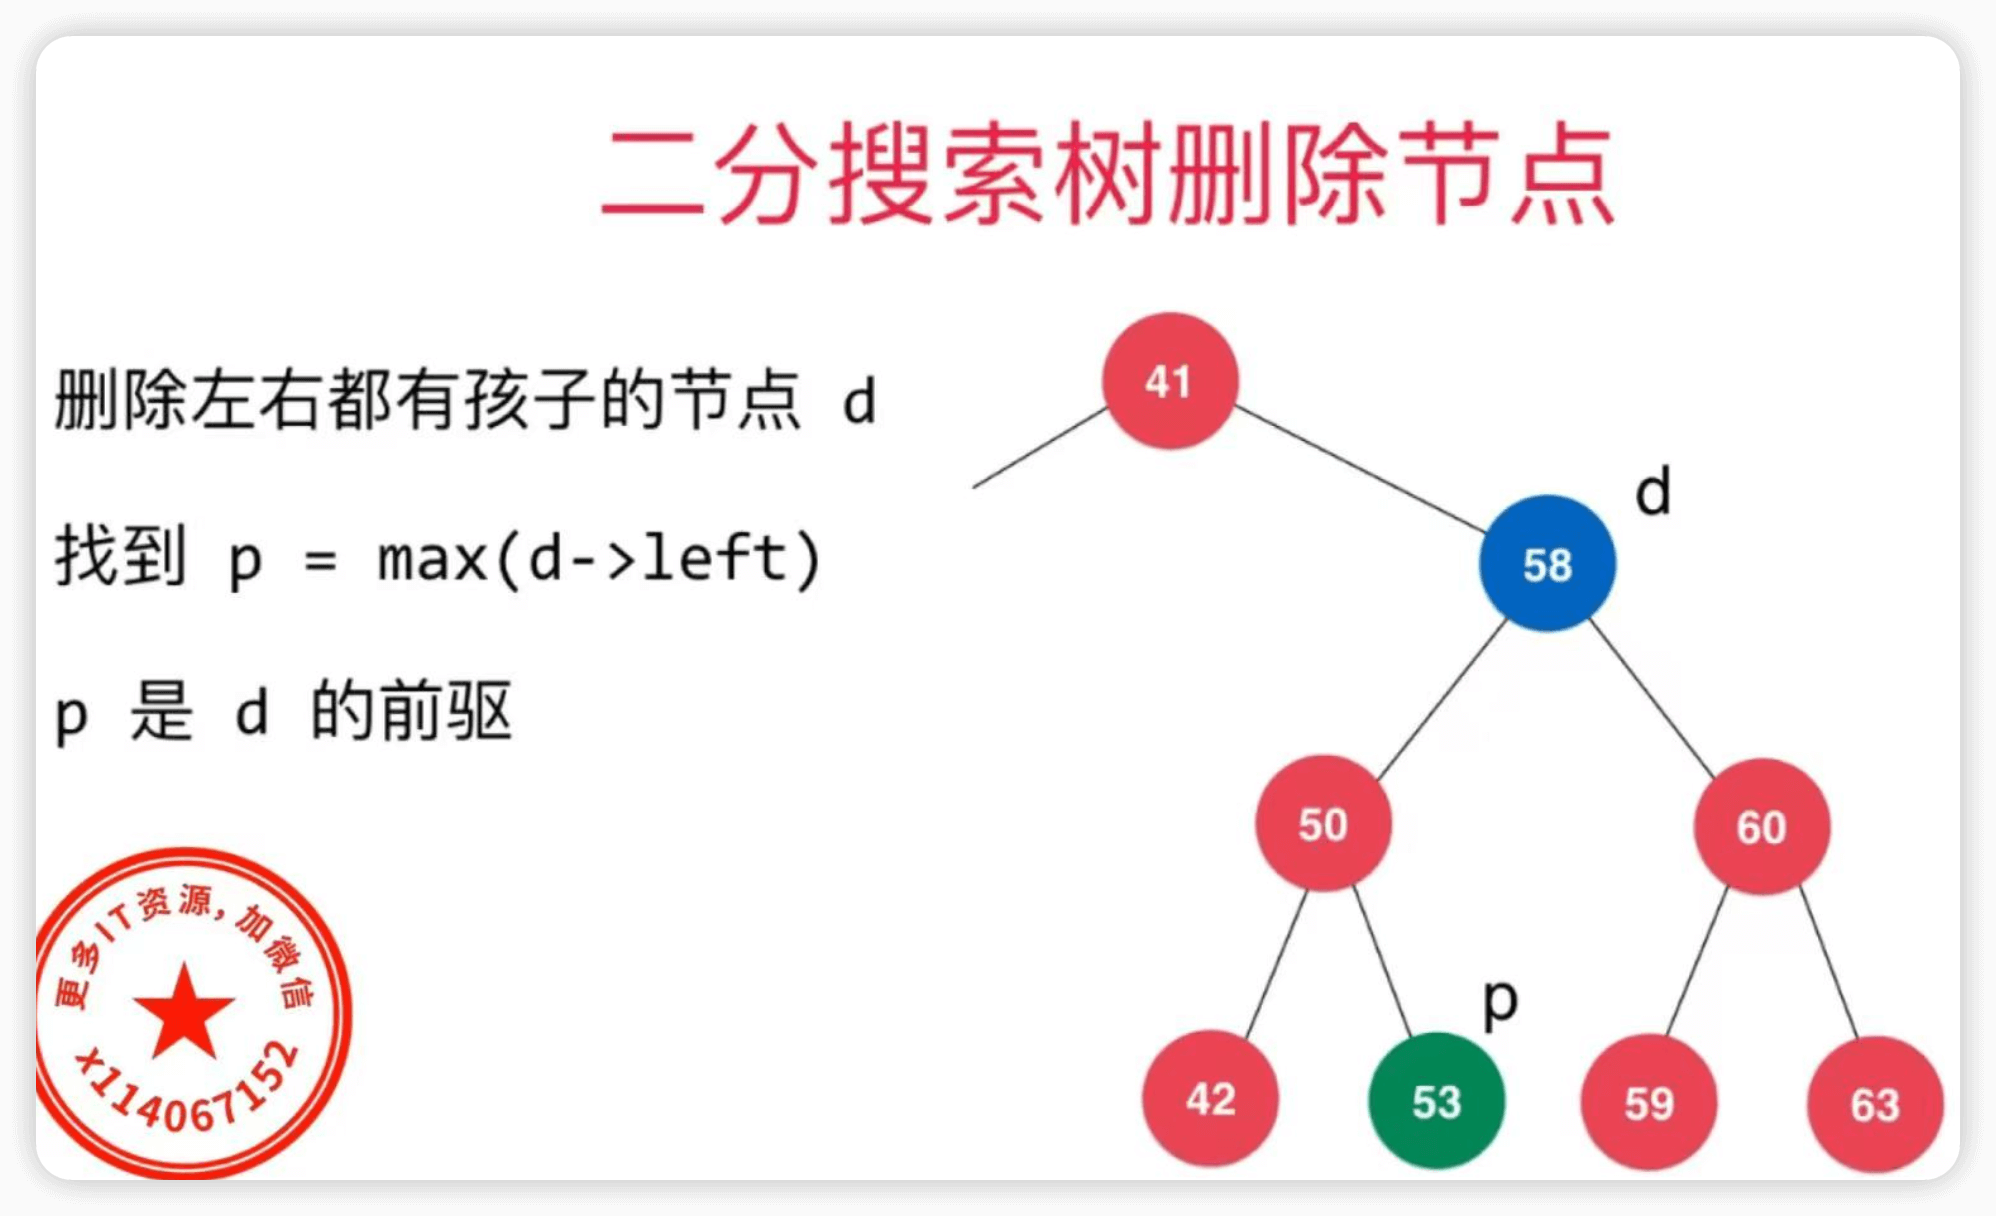 二分搜索树删除节点
删除左右都有孩子的节点 d
找到 p = max(d->left)
p 是 d 的前驱
41
d
58
50
60
p
42
53
59
63
更多IT资源,加微信
x114067152